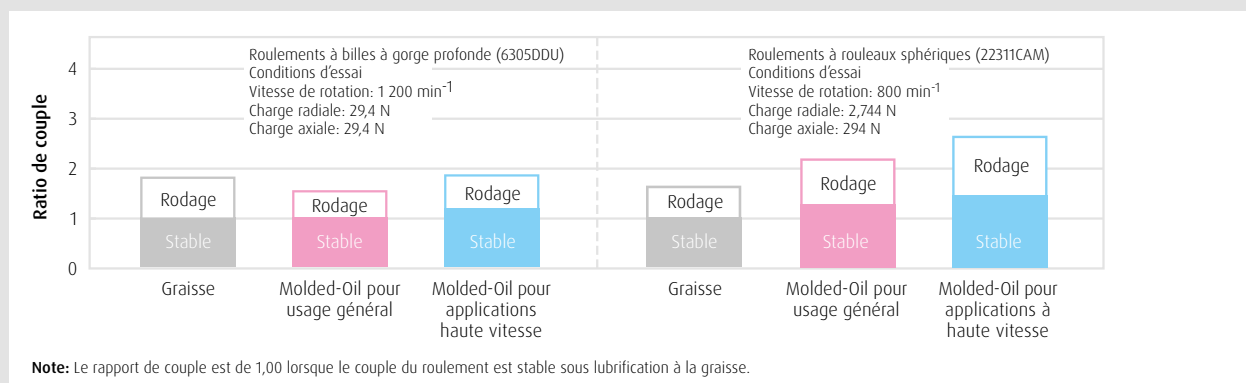 Ratio de couple
4
3
2
1
0
Roulements à billes à gorge profonde (6305DDU)
Conditions d'essai
Vitesse de rotation: 1 200 min-1
Charge radiale: 29,4 N
Charge axiale: 29,4 N
Roulements à rouleaux sphériques (22311CAM)
Conditions d'essai
Vitesse de rotation: 800 min-1
Charge radiale: 2,744 N
Charge axiale: 294 N
Rodage
Stable
Rodage
Stable
Rodage
Stable
Rodage
Stable
Rodage
Stable
Rodage
Stable
Graisse
Molded-Oil pour
usage général
Molded-Oil pour
applications
haute vitesse
Graisse
Molded-Oil pour
usage général
Molded-Oil pour
applications à
haute vitesse
Note: Le rapport de couple est de 1,00 lorsque le couple du roulement est stable sous lubrification à la graisse.